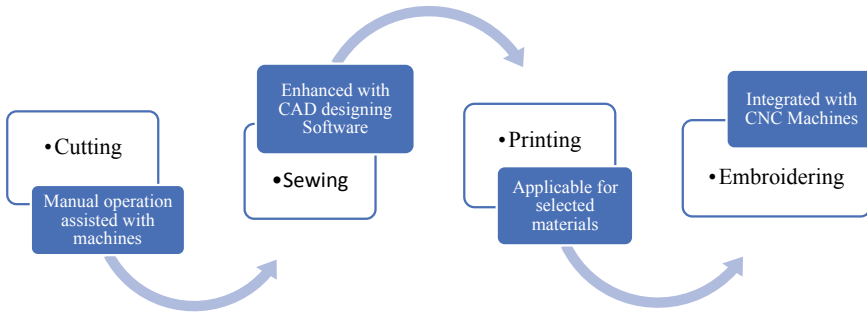 •Cutting
Manual operation
assisted with
machines
Enhanced with
CAD designing
Software
•Sewing
•Printing
Applicable for
selected
materials
Integrated with
CNC Machines
•Embroidering